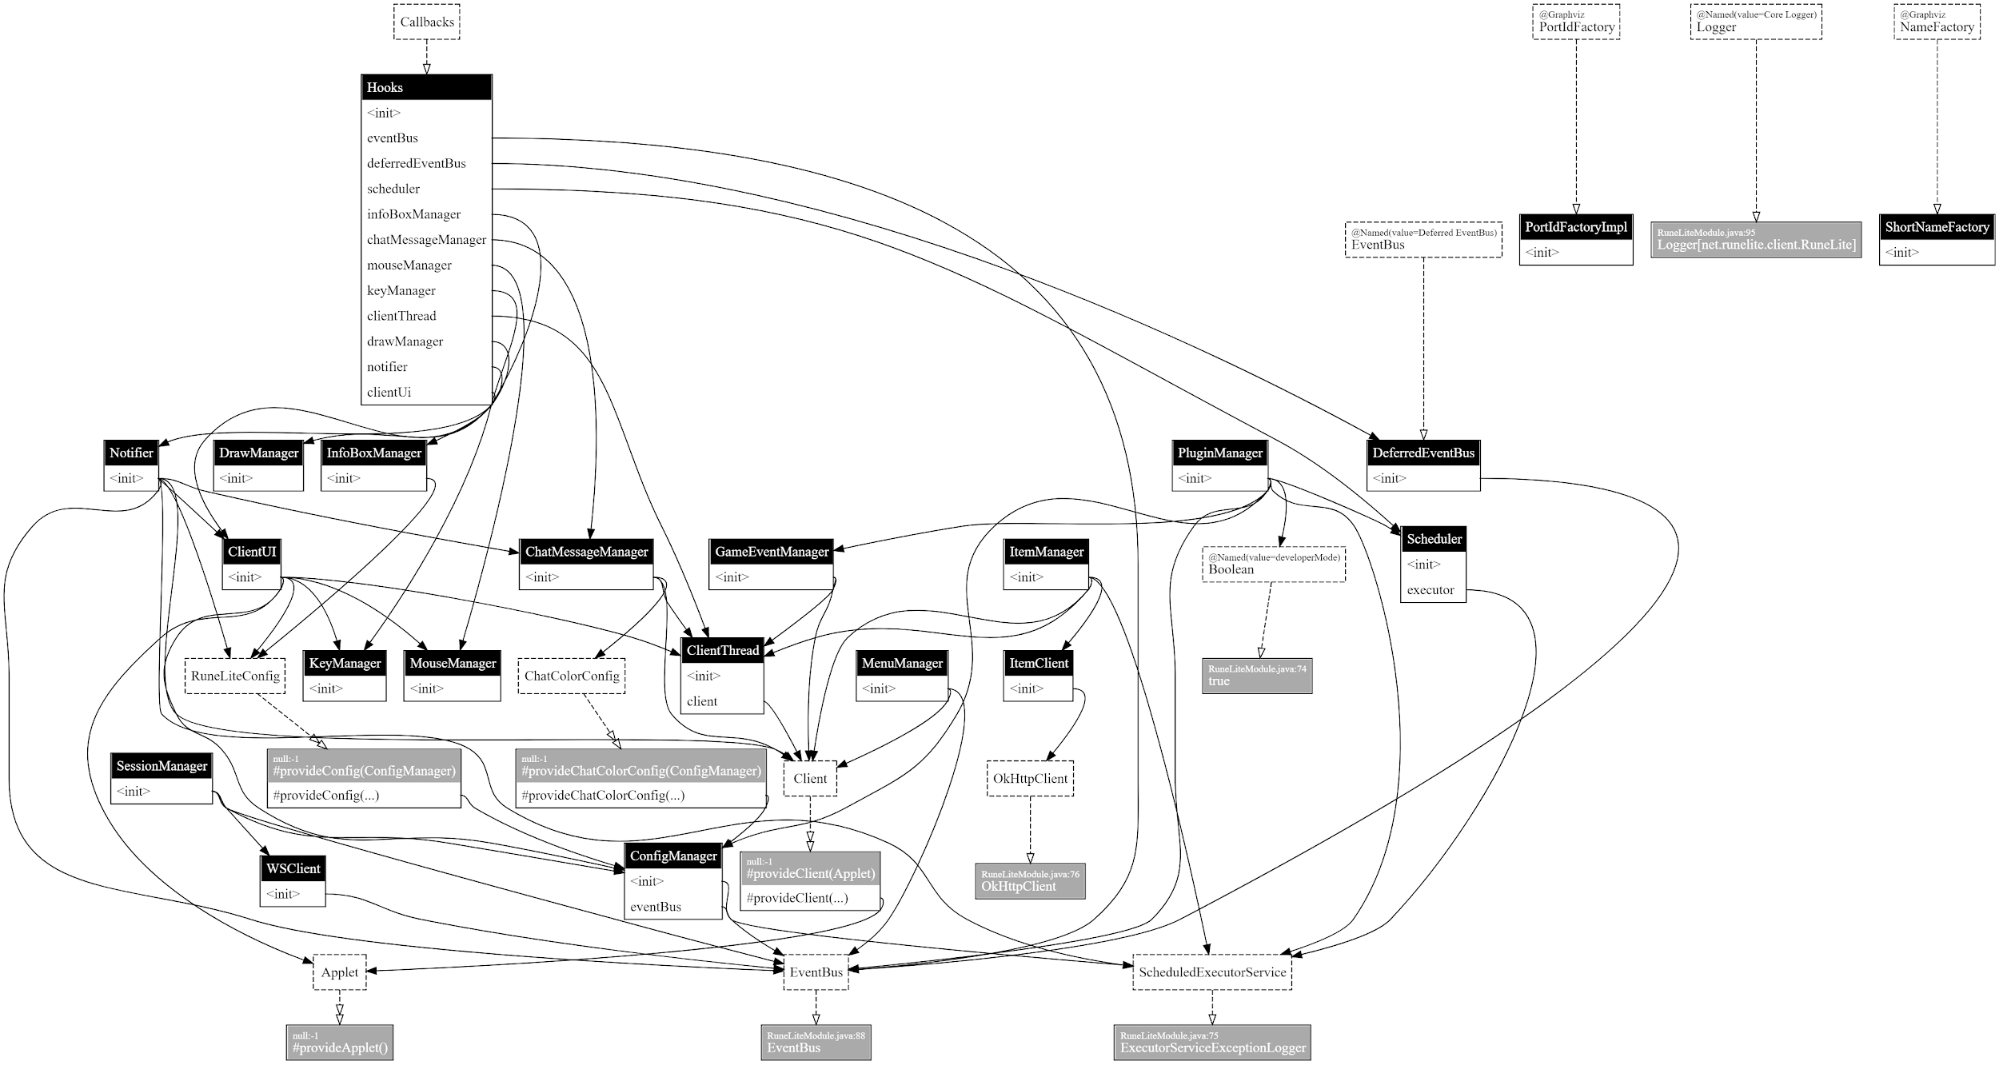 Callbacks
@Graphviz
PortIdFactory
@Named(value=Core Logger)
Logger
@Graphviz
NameFactory
Hooks
<init>
eventBus
deferredEventBus
scheduler
infoBoxManager
chatMessageManager
mouseManager
keyManager
clientThread
drawManager
notifier
clientUi
@Named(value=Deferred EventBus)
EventBus
PortIdFactoryImpl
<init>
RuneLiteModule.java:95
Logger[net.runelite.client.RuneLite]
ShortNameFactory
<init>
Notifier
<init>
DrawManager
<init>
InfoBoxManager
<init>
PluginManager
<init>
DeferredEventBus
<init>
ClientUI
<init>
ChatMessageManager
<init>
GameEventManager
<init>
ItemManager
<init>
@Named(value=developerMode)
Boolean
Scheduler
<init>
executor
RuneLiteConfig
KeyManager
<init>
MouseManager
<init>
ChatColorConfig
ClientThread
<init>
client
MenuManager
<init>
ItemClient
<init>
RuneLiteModule.java:74
true
SessionManager
<init>
null:-1
#provideConfig(ConfigManager)
#provideConfig(...)
null:-1
#provideChatColorConfig(ConfigManager)
#provideChatColorConfig(...)
Client
OkHttpClient
WSClient
<init>
ConfigManager
<init>
eventBus
null:-1
#provideClient(Applet)
#provideClient(...)
RuneLiteModule.java:76
OkHttpClient
Applet
EventBus
ScheduledExecutorService
null:-1
#provideApplet()
RuneLiteModule.java:88
EventBus
RuneLiteModule.java:75
ExecutorServiceExceptionLogger